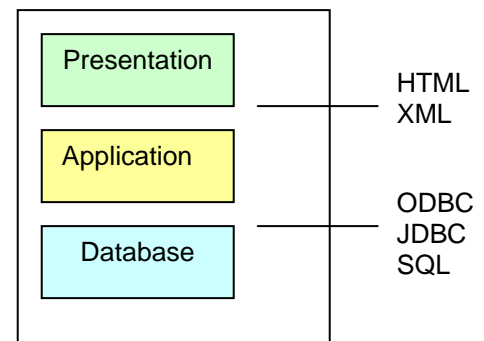 Presentation
HTML
XML
Application
ODBC
JDBC
SQL
Database